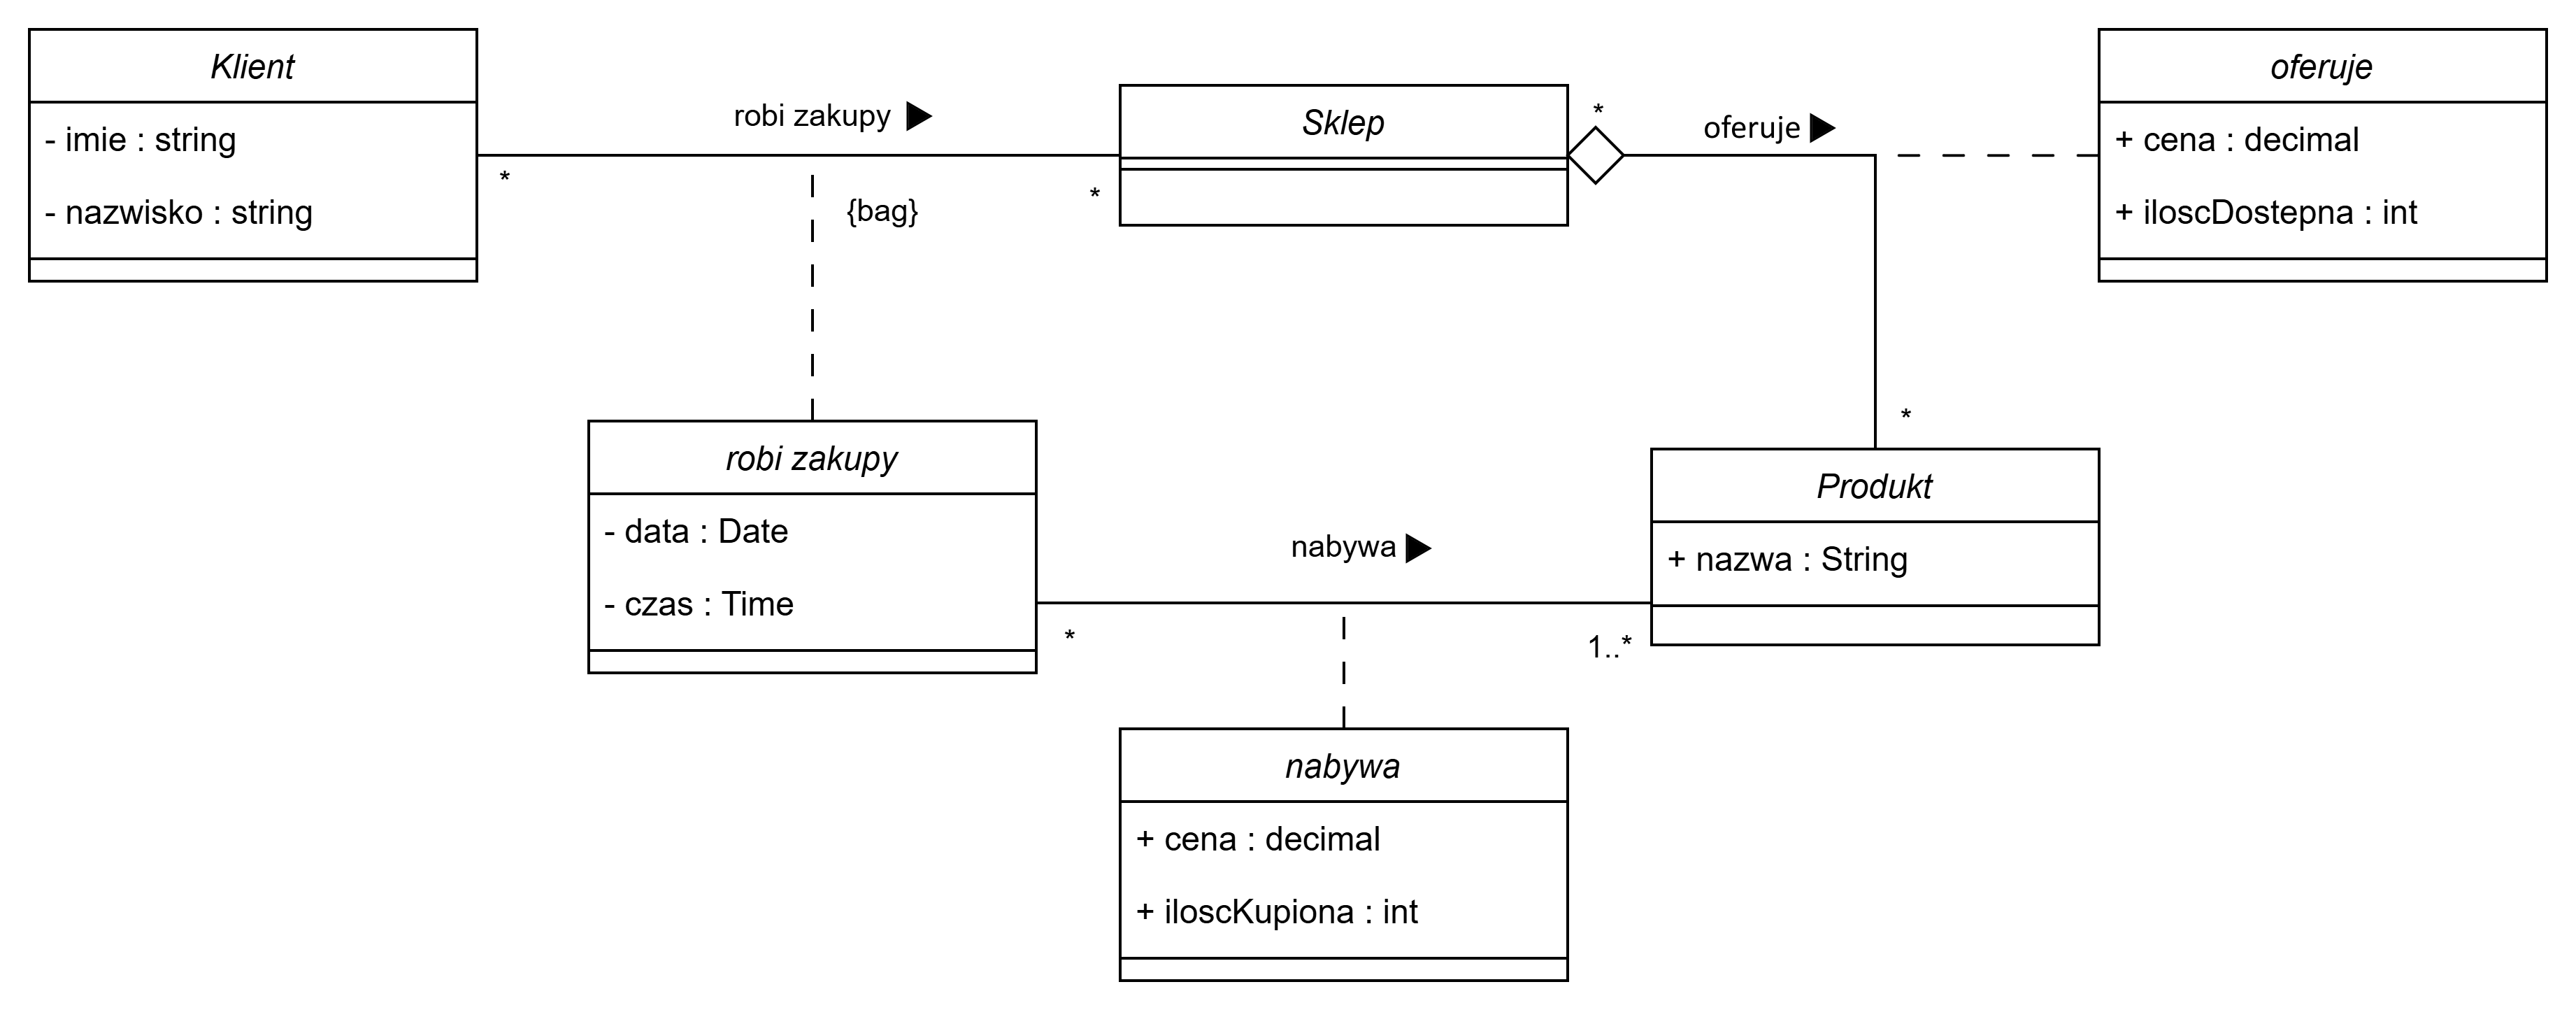 Klient
- imie : string
- nazwisko : string
robi zakupy ▶
*
*
{bag}
Sklep
*
oferuje ▶
*
oferuje
+ cena : decimal
+ iloscDostepna : int
robi zakupy
- data : Date
- czas : Time
nabywa ▶
*
1..*
Produkt
+ nazwa : String
nabywa
+ cena : decimal
+ iloscKupiona : int